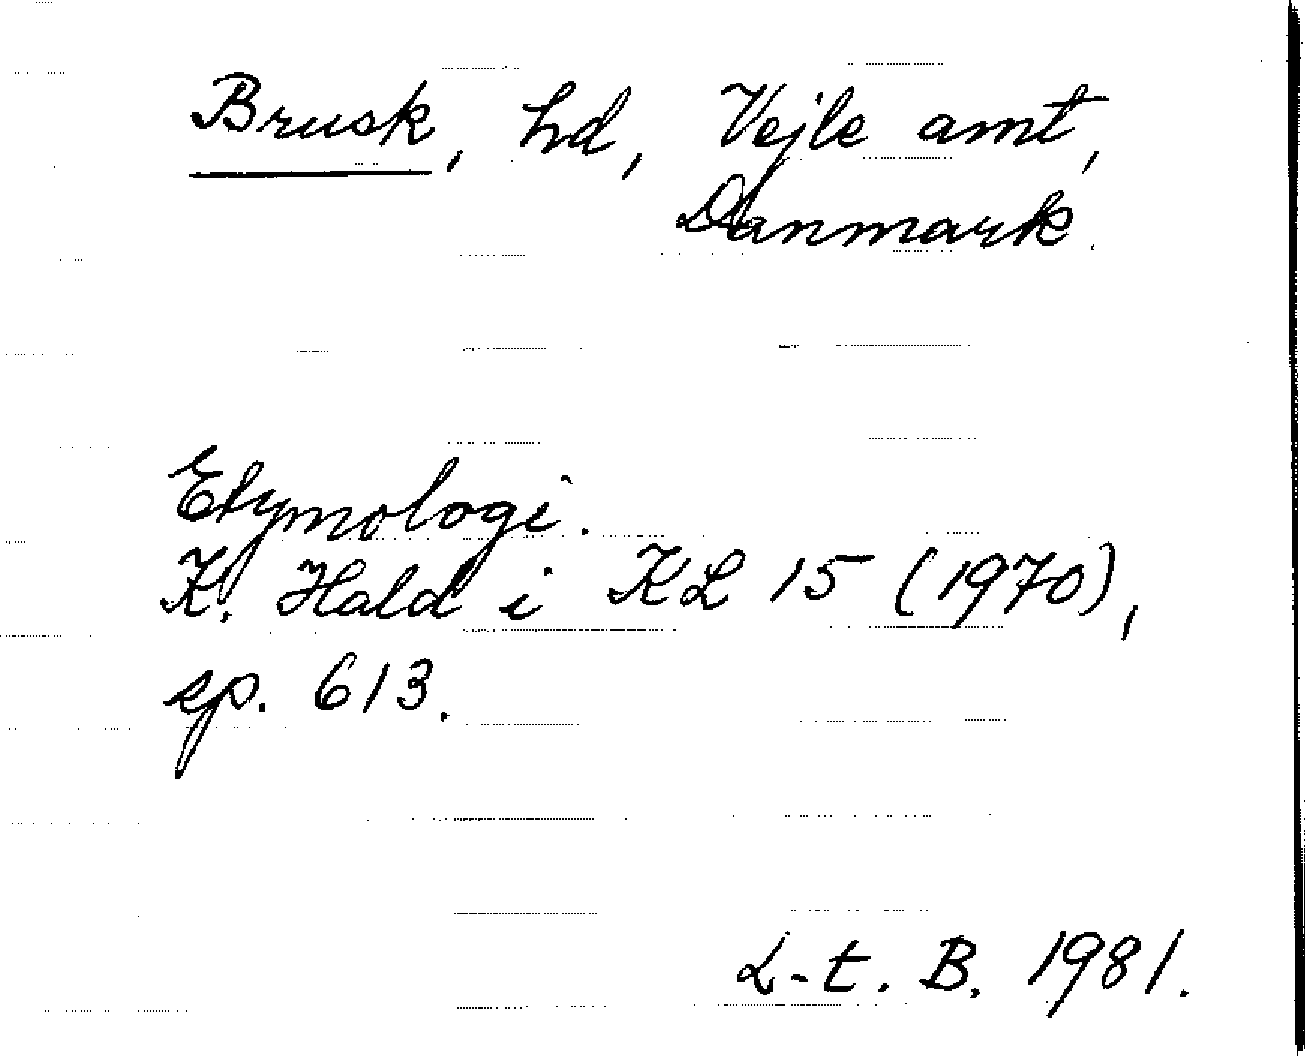 Brusk, hd, Vejle amt,
Danmark.
Etymologi.
K. Hald i KL 15 (1970),
sp. 613.
L-t. B. 1981.